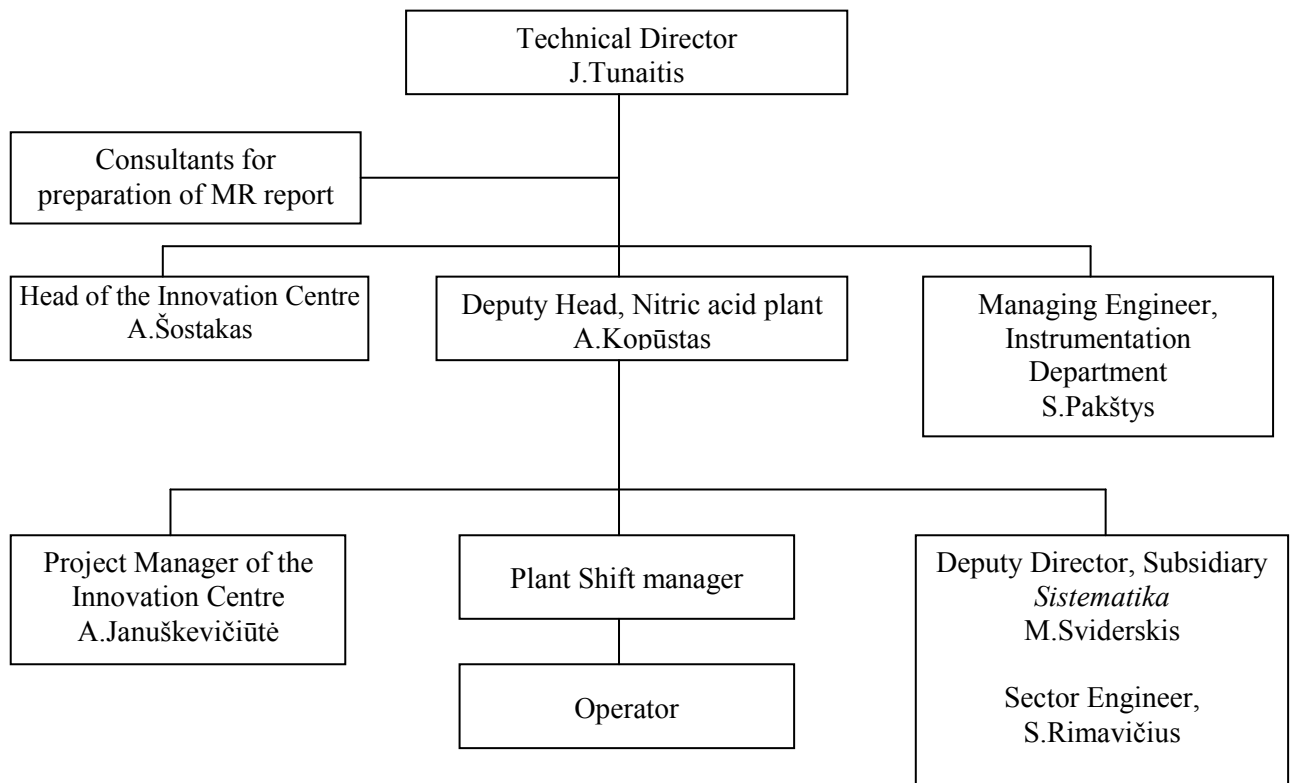 Technical Director
J.Tunaitis
Consultants for
preparation of MR report
Head of the Innovation Centre
A.Šostakas
Deputy Head, Nitric acid plant
A.Kopūstas
Managing Engineer,
Instrumentation
Department
S.Pakštys
Project Manager of the
Innovation Centre
A.Januškevičiūtė
Plant Shift manager
Operator
Deputy Director, Subsidiary
Sistematika
M.Sviderskis
Sector Engineer,
S.Rimavičius